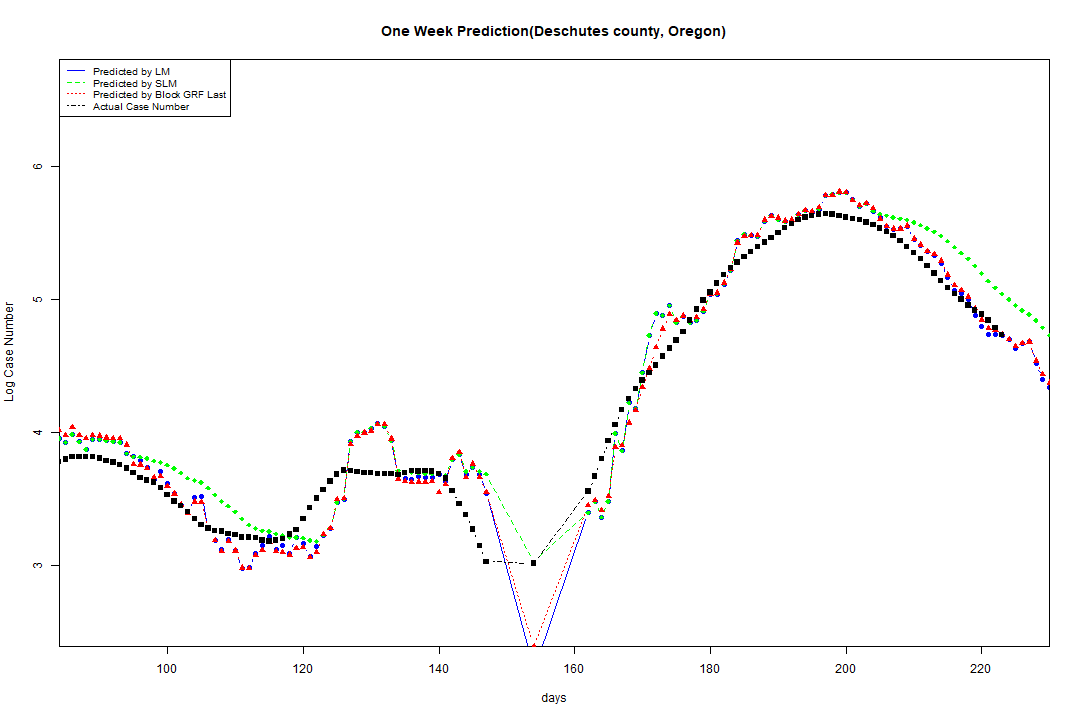 One Week Prediction(Deschutes county, Oregon)
Predicted by LM
Predicted by SLM
Predicted by Block GRF Last
Actual Case Number
6
5
4
3
Log Case Number
100 120 140 160 180 200 220
days